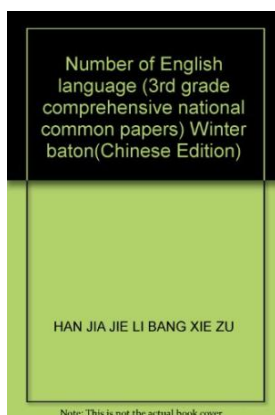 Number of English
language (3rd grade
comprehensive national
common papers) Winter
baton(Chinese Edition)
HAN JIA JIE LI BANG XIE ZU
Note: This is not the actual book cover